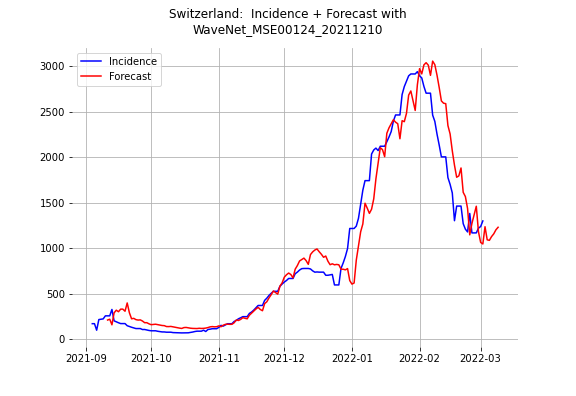 Switzerland:  Incidence + Forecast with
WaveNet_MSE00124_20211210
Incidence
Forecast
3000
2500
2000
1500
1000
500
0
2021-09 2021-10 2021-11 2021-12 2022-01 2022-02 2022-03